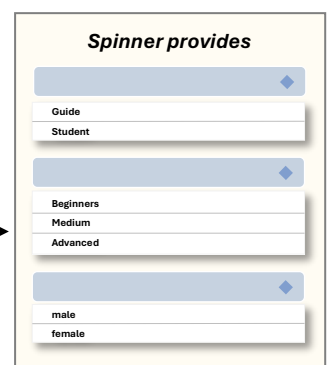 Spinner provides
Guide
Student
Beginners
Medium
Advanced
male
female